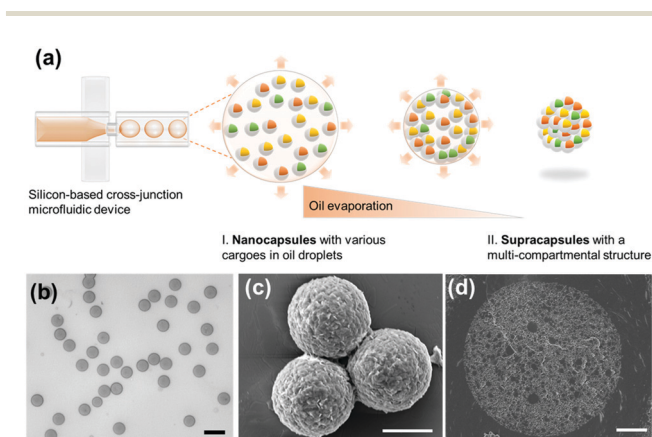 (a)
Silicon-based cross-junction
microfluidic device
Oil evaporation
I. Nanocapsules with various
cargoes in oil droplets
II. Supracapsules with a
multi-compartmental structure
(b)
(c)
(d)